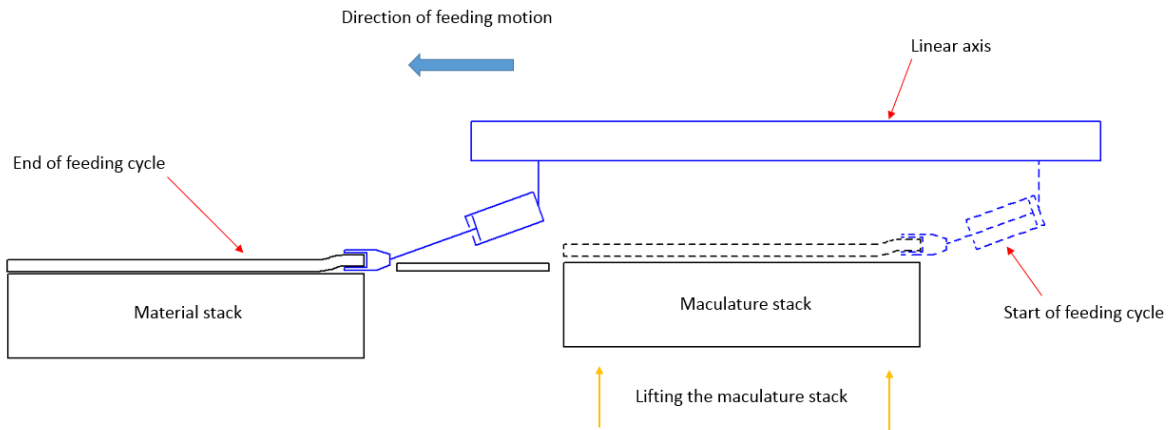 Direction of feeding motion
Linear axis
End of feeding cycle
Material stack
Maculature stack
Start of feeding cycle
Lifting the maculature stack